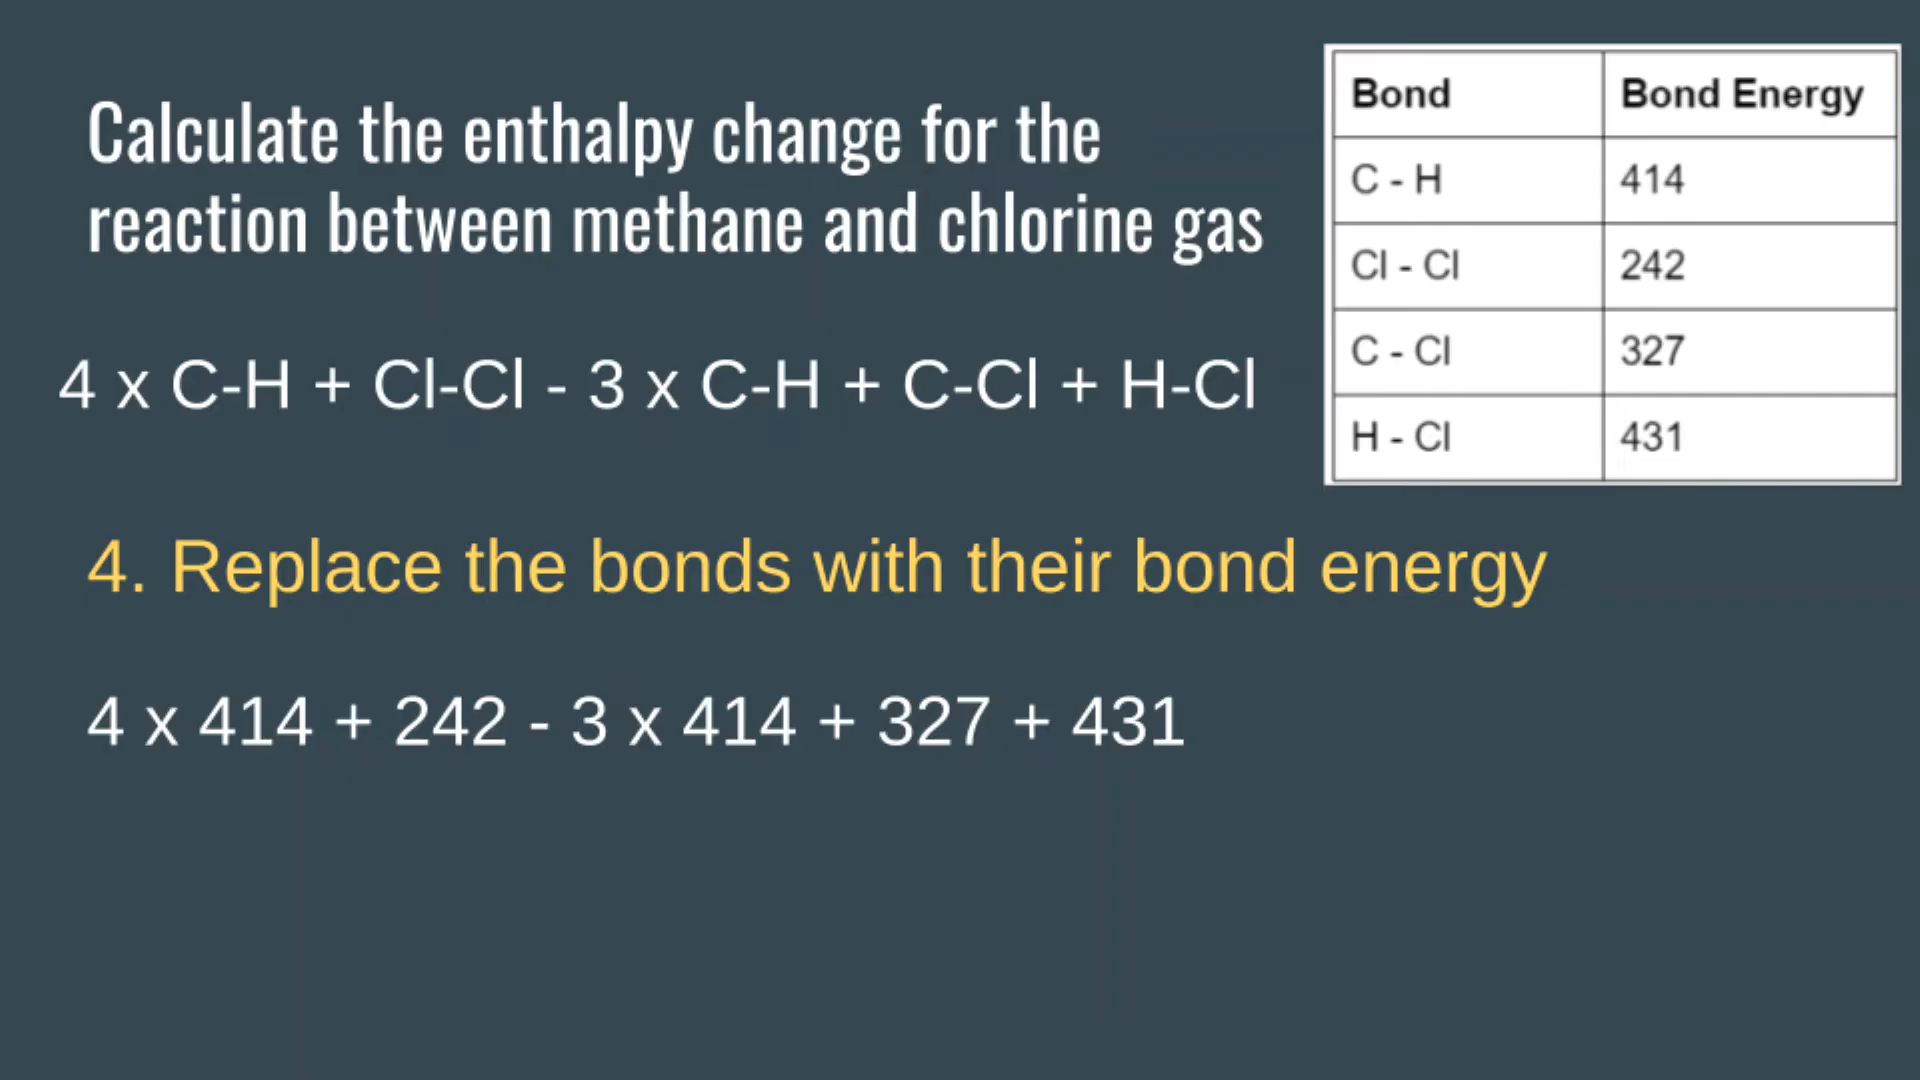 Calculate the enthalpy change for the
reaction between methane and chlorine gas
Bond Bond Energy
C - H 414
Cl - Cl 242
C - Cl 327
H - Cl 431
4 x C-H + Cl-Cl - 3 x C-H + C-Cl + H-Cl
4. Replace the bonds with their bond energy
4 x 414 + 242 - 3 x 414 + 327 + 431